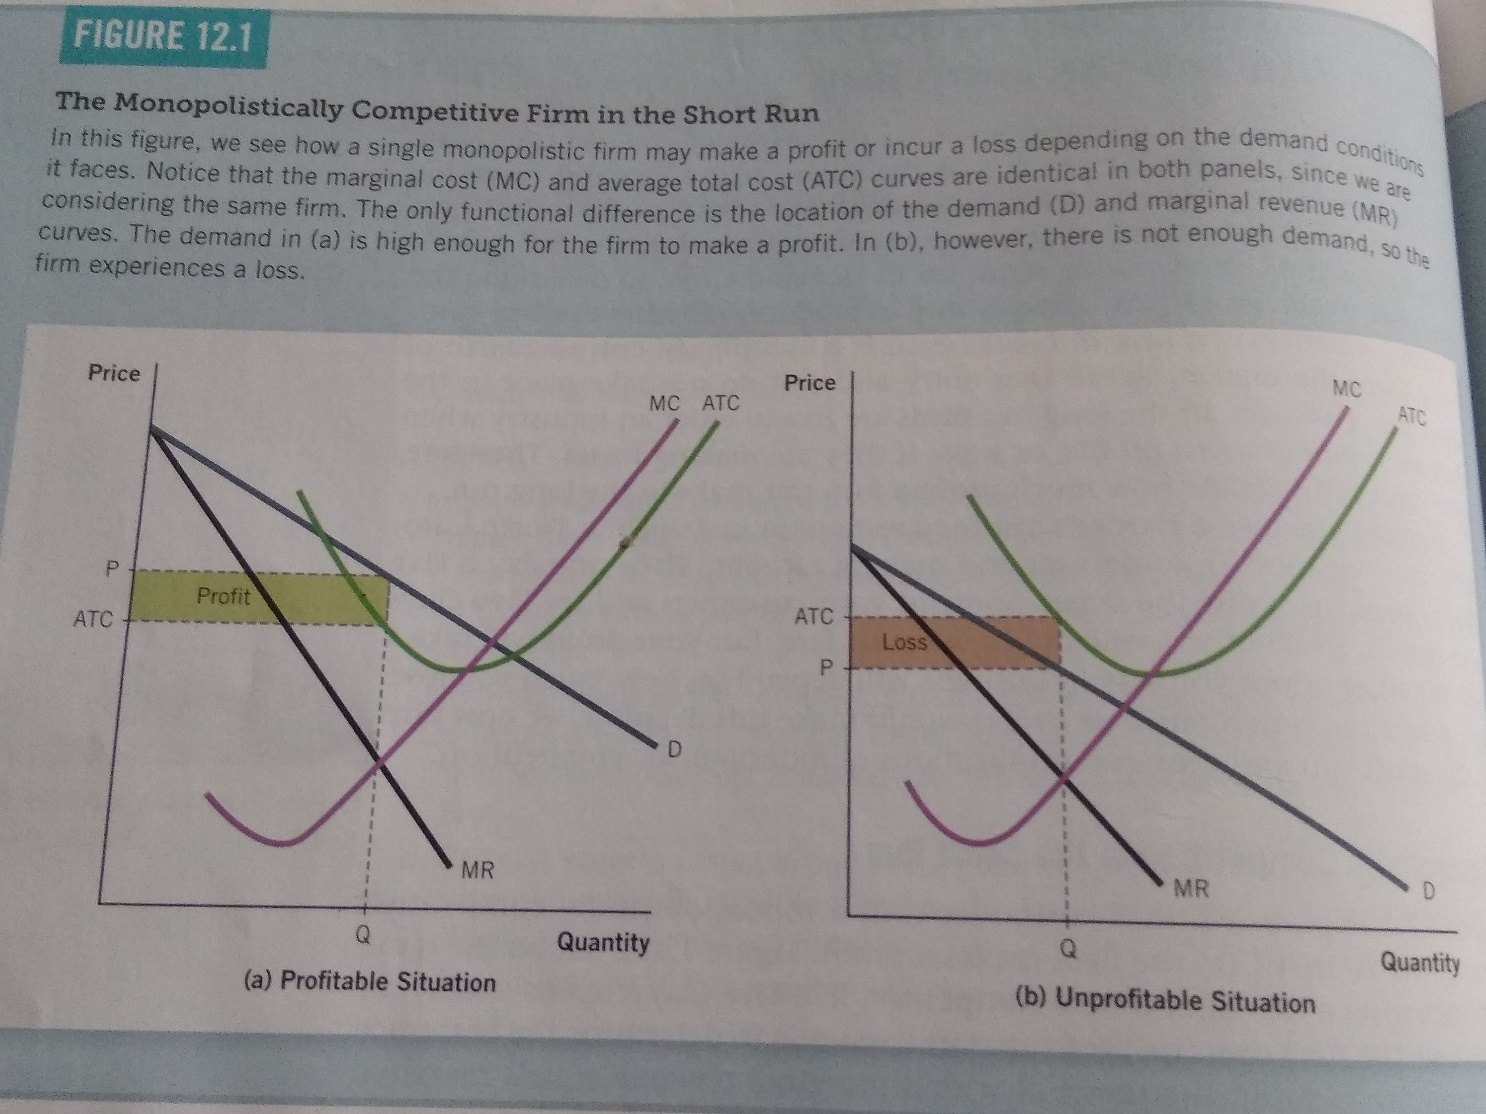 FIGURE 12.1
The Monopolistically Competitive Firm in the Short Run
In this figure, we see how a single monopolistic firm may make a profit or incur a loss depending on the demand conditions
it faces. Notice that the marginal cost (MC) and average total cost (ATC) curves are identical in both panels, since we are
considering the same firm. The only functional difference is the location of the demand (D) and marginal revenue (MR)
curves. The demand in (a) is high enough for the firm to make a profit. In (b), however, there is not enough demand, so the
firm experiences a loss.
Price
MC ATC
P
Profit
ATC
D
MR
Q
Quantity
(a) Profitable Situation
Price
MC
ATC
ATC
Loss
P
MR
D
Q
Quantity
(b) Unprofitable Situation